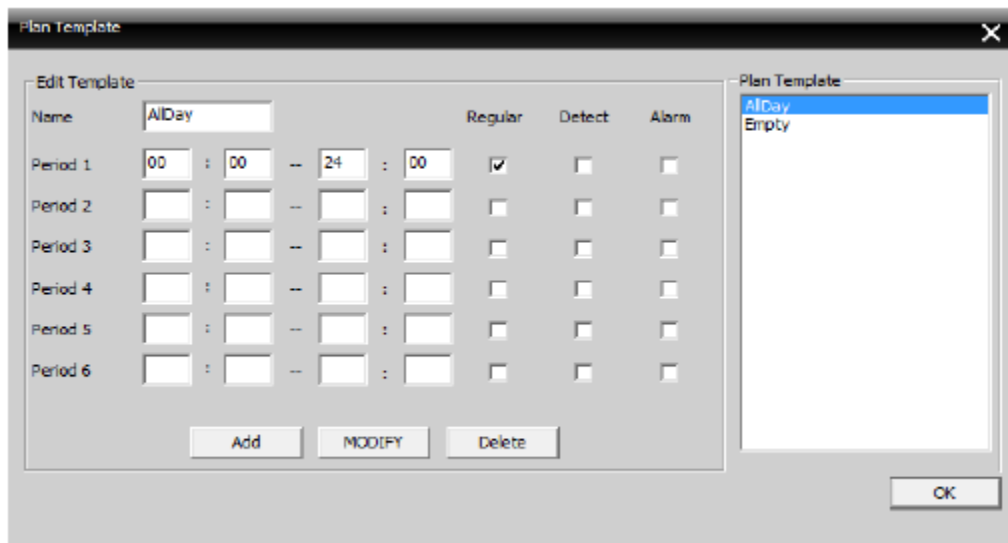 Plan Template
Edit Template
Name AllDay Regular Detect Alarm
Period 1 00 : 00 -- 24 : 00
Period 2 : -- :
Period 3 : -- :
Period 4 : -- :
Period 5 : -- :
Period 6 : -- :
Add MODIFY Delete
Plan Template
AllDay
Empty
OK